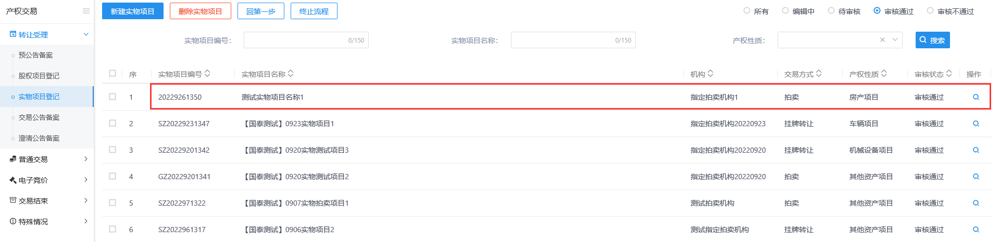 产权交易
转让受理
预公告备案
股权项目登记
实物项目登记
交易公告备案
澄清公告备案
普通交易
电子竞价
交易结束
特殊情况
新建实物项目 删除实物项目 回第一步 终止流程 所有 编辑中 待审核 审核通过 审核不通过
实物项目编号： 0/150 实物项目名称： 0/150 产权性质： 搜索
序 实物项目编号 实物项目名称 机构 交易方式 产权性质 审核状态 操作
1 20229261350 测试实物项目名称1 指定拍卖机构1 拍卖 房产项目 审核通过
2 SZ20229231347 【国泰测试】0923实物项目1 指定拍卖机构20220923 挂牌转让 车辆项目 审核通过
3 SZ20229201342 【国泰测试】0920实物测试项目3 指定拍卖机构20220920 挂牌转让 机械设备项目 审核通过
4 GZ20229201341 【国泰测试】0920实物测试项目2 指定拍卖机构20220920 拍卖 其他资产项目 审核通过
5 SZ2022971322 【国泰测试】0907实物拍卖项目1 测试拍卖机构 拍卖 其他资产项目 审核通过
6 SZ2022961317 【国泰测试】0906实物项目2 测试指定拍卖机构 挂牌转让 其他资产项目 审核通过